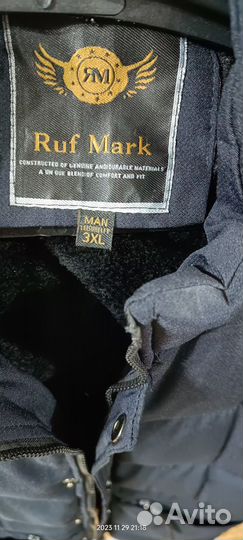 RM
Ruf Mark
CONSTRUCTED OF GENUINE AND DURABLE MATERIALS
A UNIQUE BLEND OF COMFORT AND FIT
MAN
3XL
2023 11 29 21:18
Avito